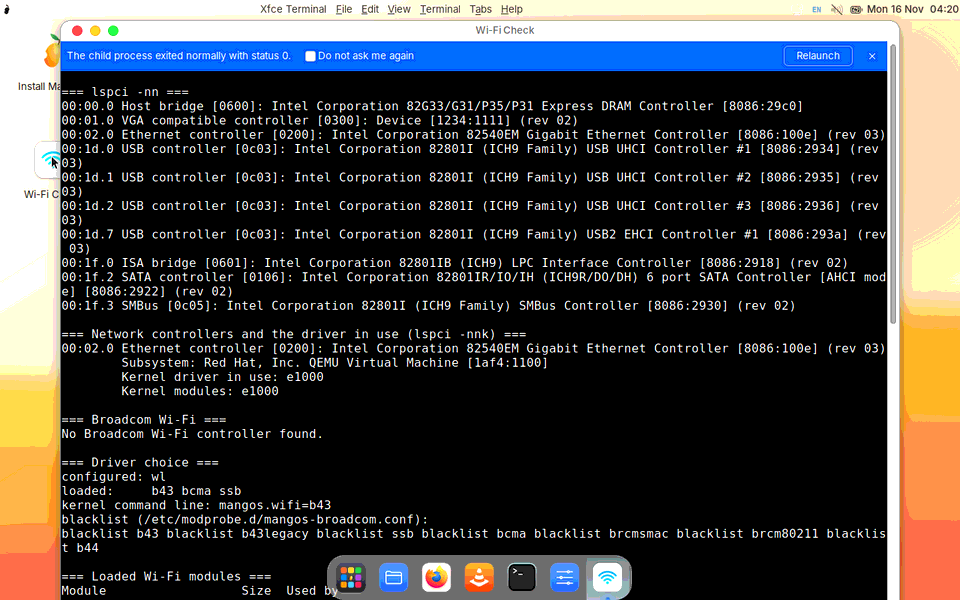 Xfce Terminal File Edit View Terminal Tabs Help
EN Mon 16 Nov 04:20
Wi-Fi Check
The child process exited normally with status 0. Do not ask me again Relaunch
Install Ma
Wi-Fi C
=== lspci -nn ===
00:00.0 Host bridge [0600]: Intel Corporation 82G33/G31/P35/P31 Express DRAM Controller [8086:29c0]
00:01.0 VGA compatible controller [0300]: Device [1234:1111] (rev 02)
00:02.0 Ethernet controller [0200]: Intel Corporation 82540EM Gigabit Ethernet Controller [8086:100e] (rev 03)
00:1d.0 USB controller [0c03]: Intel Corporation 82801I (ICH9 Family) USB UHCI Controller #1 [8086:2934] (rev
03)
00:1d.1 USB controller [0c03]: Intel Corporation 82801I (ICH9 Family) USB UHCI Controller #2 [8086:2935] (rev
03)
00:1d.2 USB controller [0c03]: Intel Corporation 82801I (ICH9 Family) USB UHCI Controller #3 [8086:2936] (rev
03)
00:1d.7 USB controller [0c03]: Intel Corporation 82801I (ICH9 Family) USB2 EHCI Controller #1 [8086:293a] (rev
03)
00:1f.0 ISA bridge [0601]: Intel Corporation 82801IB (ICH9) LPC Interface Controller [8086:2918] (rev 02)
00:1f.2 SATA controller [0106]: Intel Corporation 82801IR/IO/IH (ICH9R/DO/DH) 6 port SATA Controller [AHCI mod
e] [8086:2922] (rev 02)
00:1f.3 SMBus [0c05]: Intel Corporation 82801I (ICH9 Family) SMBus Controller [8086:2930] (rev 02)
=== Network controllers and the driver in use (lspci -nnk) ===
00:02.0 Ethernet controller [0200]: Intel Corporation 82540EM Gigabit Ethernet Controller [8086:100e] (rev 03)
Subsystem: Red Hat, Inc. QEMU Virtual Machine [1af4:1100]
Kernel driver in use: e1000
Kernel modules: e1000
=== Broadcom Wi-Fi ===
No Broadcom Wi-Fi controller found.
=== Driver choice ===
configured: wl
loaded: b43 bcma ssb
kernel command line: mangos.wifi=b43
blacklist (/etc/modprobe.d/mangos-broadcom.conf):
blacklist b43 blacklist b43legacy blacklist ssb blacklist bcma blacklist brcmsmac blacklist brcm80211 blacklis
t b44
=== Loaded Wi-Fi modules ===
Module Size Used by